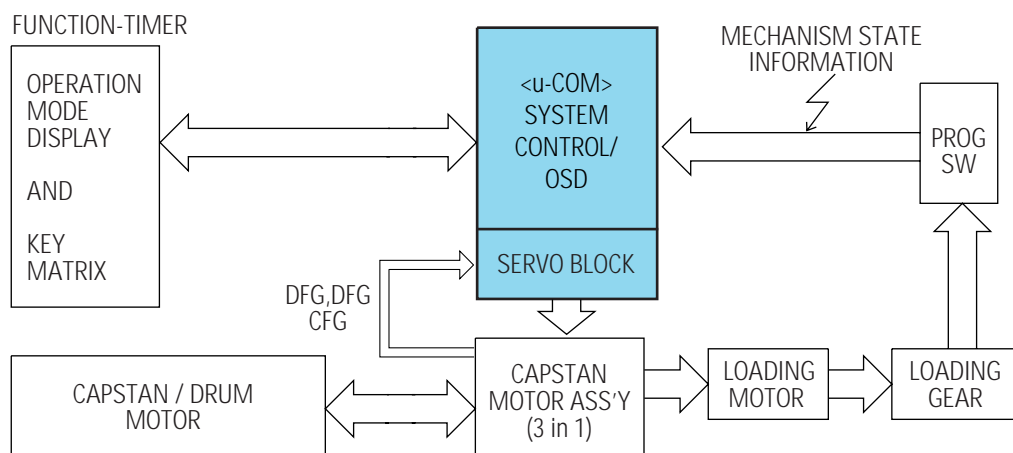 FUNCTION-TIMER
OPERATION
MODE
DISPLAY
AND
KEY
MATRIX
<u-COM>
SYSTEM
CONTROL/
OSD
SERVO BLOCK
MECHANISM STATE
INFORMATION
PROG
SW
DFG,DFG
CFG
CAPSTAN / DRUM
MOTOR
CAPSTAN
MOTOR ASS'Y
(3 in 1)
LOADING
MOTOR
LOADING
GEAR